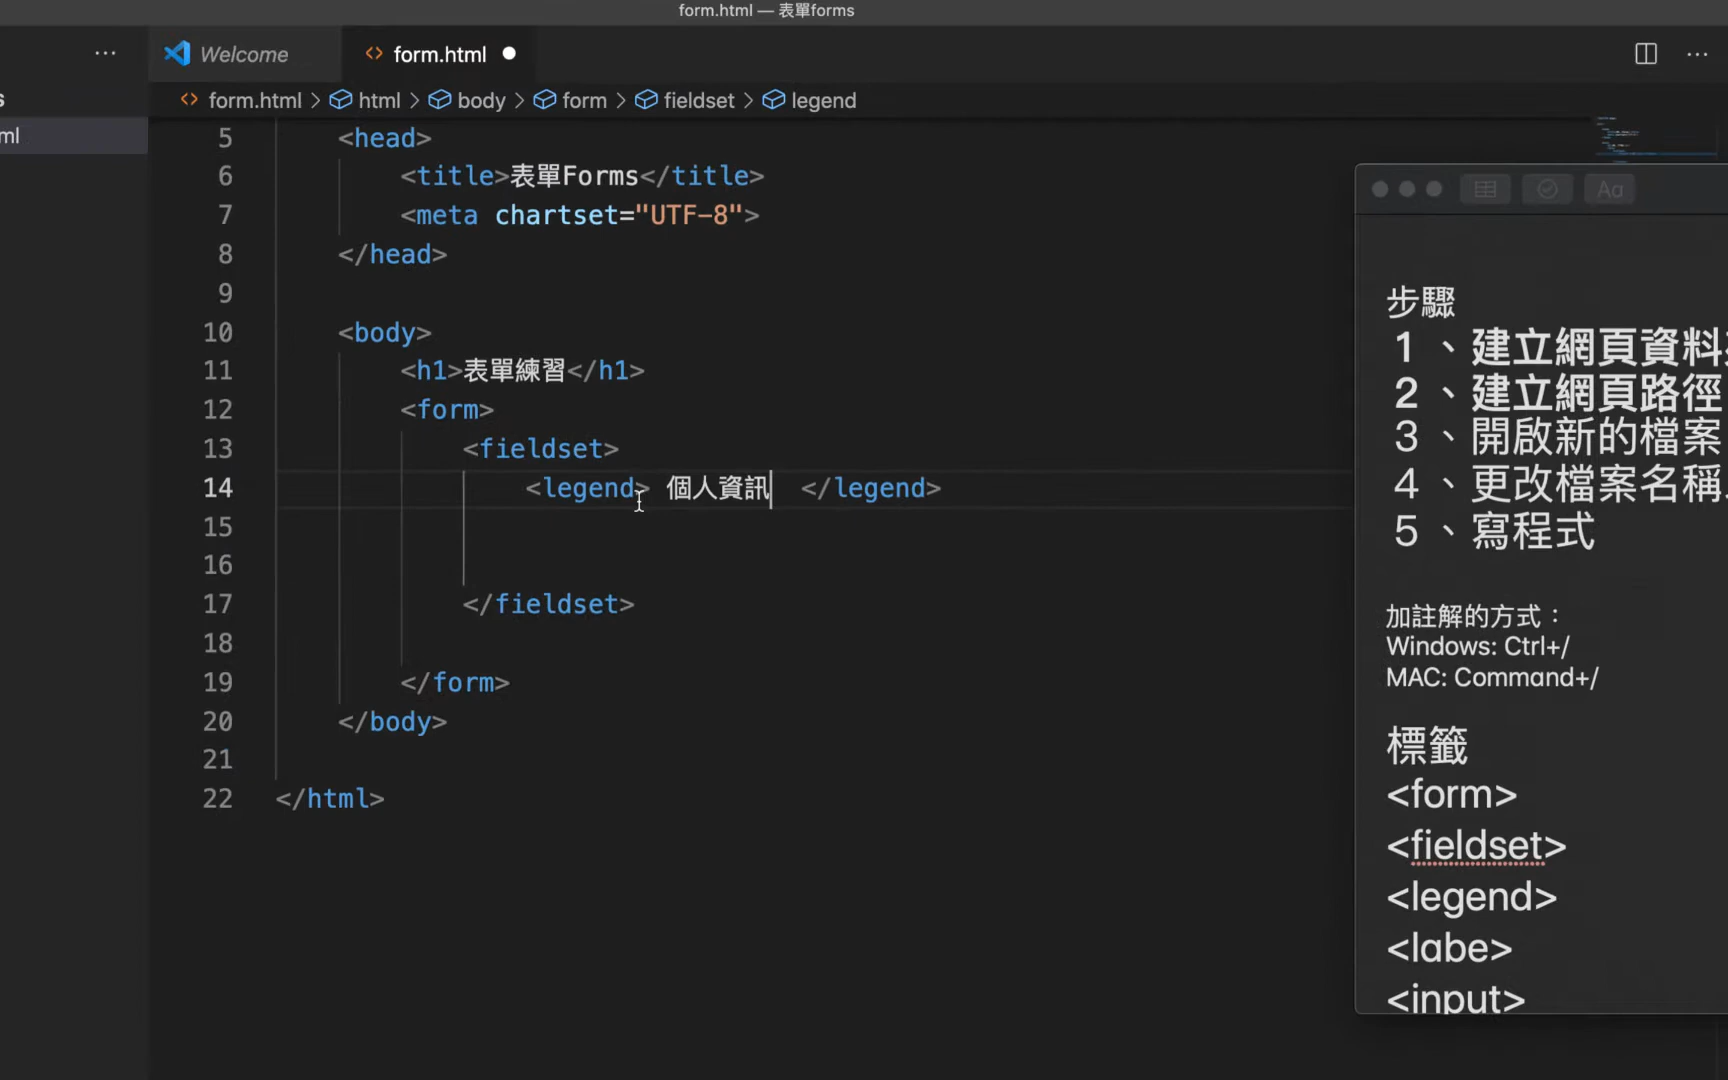 form.html — 表單forms
Welcome
form.html
form.html > html > body > form > fieldset > legend
ml
5 <head>
6 <title>表單Forms</title>
7 <meta chartset="UTF-8">
8 </head>
9
10 <body>
11 <h1>表單練習</h1>
12 <form>
13 <fieldset>
14 <legend> 個人資訊 </legend>
15
16
17 </fieldset>
18
19 </form>
20 </body>
21
22 </html>
Aa
步驟
1、建立網頁資料
2、建立網頁路徑
3、開啟新的檔案
4、更改檔案名稱
5、寫程式
加註解的方式：
Windows: Ctrl+/
MAC: Command+/
標籤
<form>
<fieldset>
<legend>
<labe>
<input>